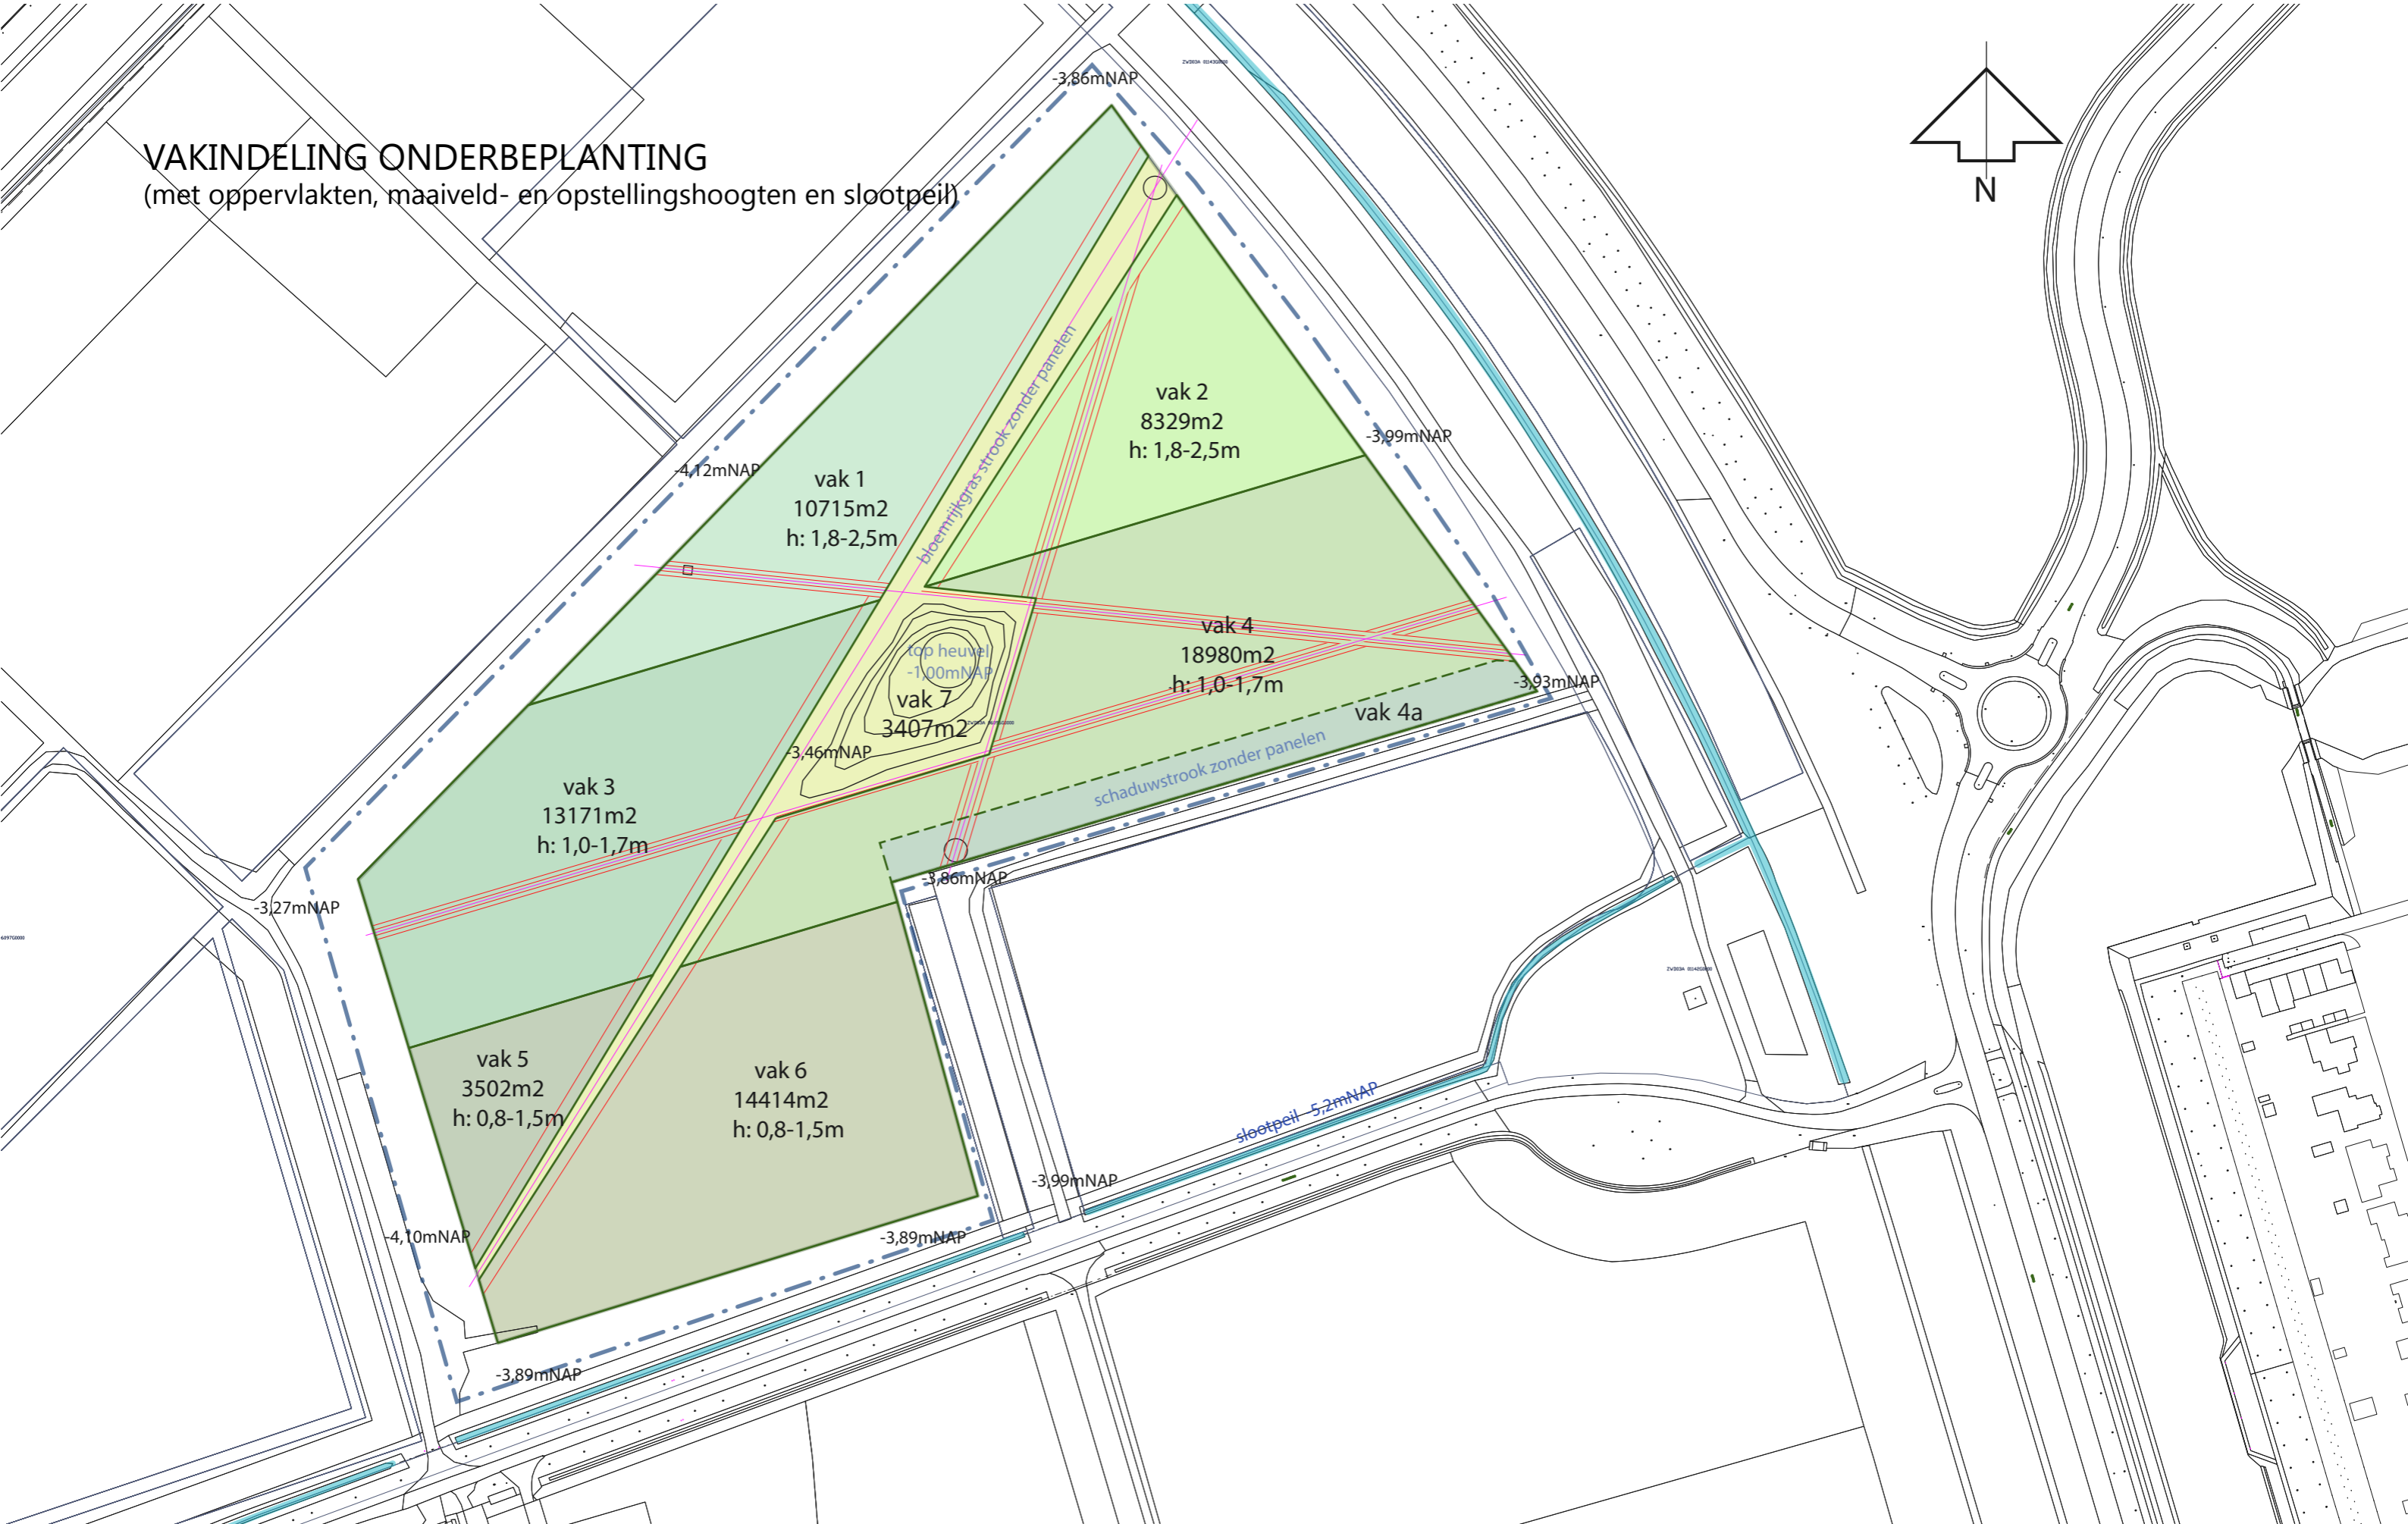 VAKINDELING ONDERBEPLANTING
(met oppervlakten, maaiveld- en opstellingshoogten en slootpeil)
N
-3,86mNAP
ZW303A 01143G0000
-3,99mNAP
-4,12mNAP
vak 1
10715m2
h: 1,8-2,5m
vak 2
8329m2
h: 1,8-2,5m
bloemrijkgras strook zonder panelen
vak 4
18980m2
h: 1,0-1,7m
-3,93mNAP
vak 4a
schaduwstrook zonder panelen
top heuvel
-1,00mNAP
vak 7
3407m2
-3,46mNAP
vak 3
13171m2
h: 1,0-1,7m
-3,86mNAP
-3,27mNAP
vak 5
3502m2
h: 0,8-1,5m
vak 6
14414m2
h: 0,8-1,5m
slootpeil -5,2mNAP
-3,99mNAP
-4,10mNAP
-3,89mNAP
-3,89mNAP